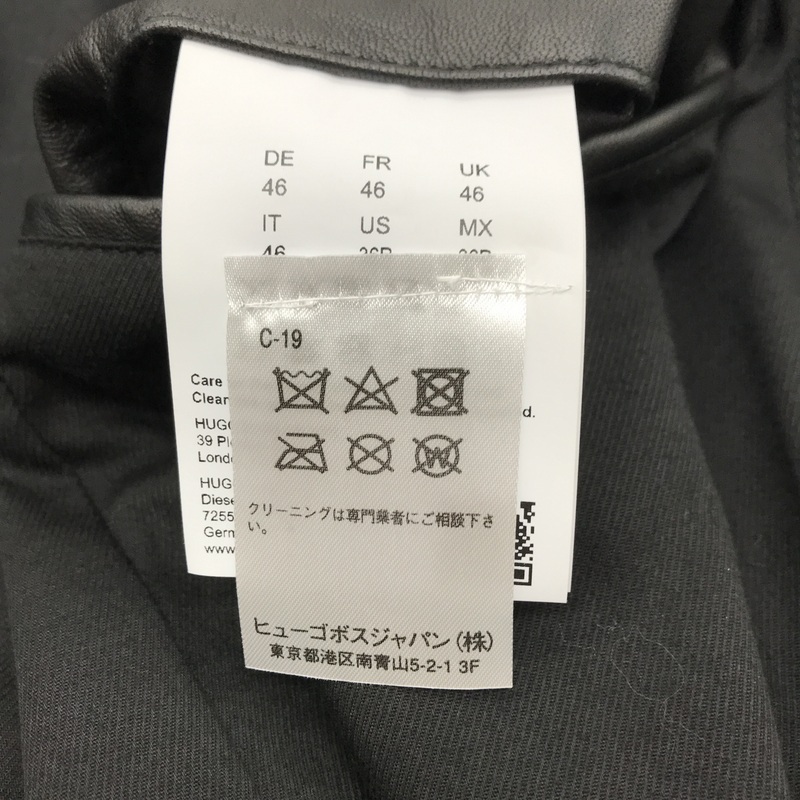 DE FR UK
46 46 46
IT US MX
46 36R 36R
C-19
Care
Clean
d.
HUGO
39 Pl
Londo
HUG
Diese
7255
Germ
www
W
クリーニングは専門業者にご相談下さ
い。
ヒューゴボスジャパン(株)
東京都港区南青山5-2-1 3F